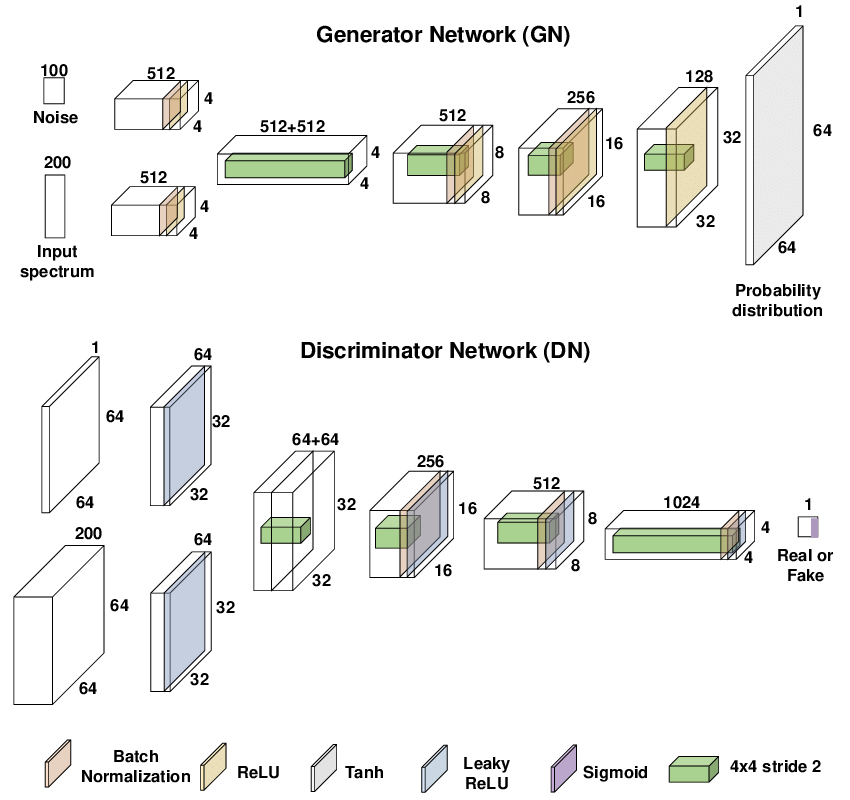 Generator Network (GN)
100
Noise
512
4
4
200
Input
spectrum
512
4
4
512+512
4
4
512
8
8
256
16
16
128
32
32
1
64
64
Probability
distribution
Discriminator Network (DN)
1
64
64
64
32
32
200
64
64
64
32
32
64+64
32
32
256
16
16
512
8
8
1024
4
4
1
Real or
Fake
Batch
Normalization
ReLU
Tanh
Leaky
ReLU
Sigmoid
4x4 stride 2